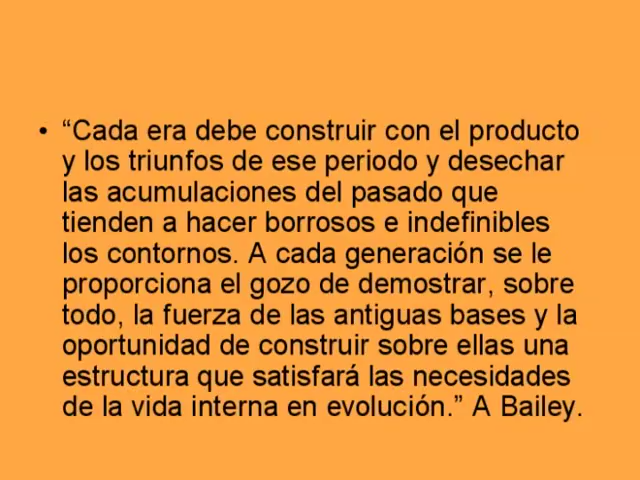 • “Cada era debe construir con el producto
y los triunfos de ese periodo y desechar
las acumulaciones del pasado que
tienden a hacer borrosos e indefinibles
los contornos. A cada generación se le
proporciona el gozo de demostrar, sobre
todo, la fuerza de las antiguas bases y la
oportunidad de construir sobre ellas una
estructura que satisfará las necesidades
de la vida interna en evolución.” A Bailey.